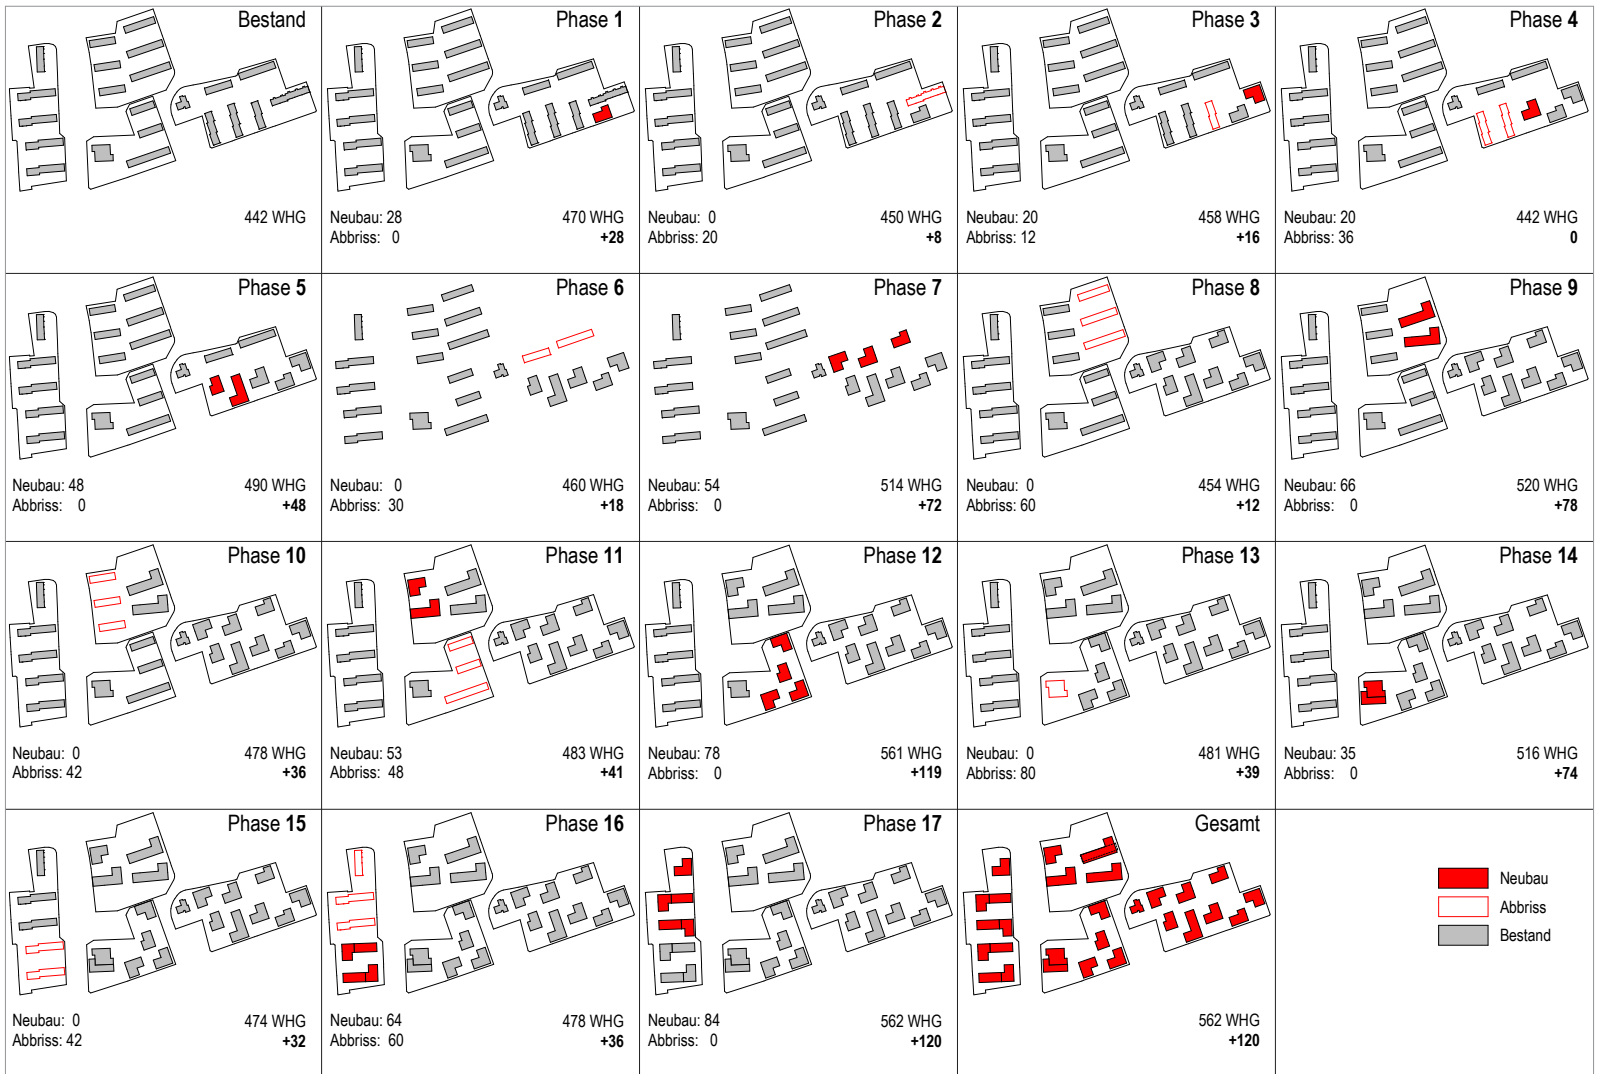 Bestand
442 WHG
Phase 1
Neubau: 28
470 WHG
Abbriss: 0
+28
Phase 2
Neubau: 0
450 WHG
Abbriss: 20
+8
Phase 3
Neubau: 20
458 WHG
Abbriss: 12
+16
Phase 4
Neubau: 20
442 WHG
Abbriss: 36
0
Phase 5
Neubau: 48
490 WHG
Abbriss: 0
+48
Phase 6
Neubau: 0
460 WHG
Abbriss: 30
+18
Phase 7
Neubau: 54
514 WHG
Abbriss: 0
+72
Phase 8
Neubau: 0
454 WHG
Abbriss: 60
+12
Phase 9
Neubau: 66
520 WHG
Abbriss: 0
+78
Phase 10
Neubau: 0
478 WHG
Abbriss: 42
+36
Phase 11
Neubau: 53
483 WHG
Abbriss: 48
+41
Phase 12
Neubau: 78
561 WHG
Abbriss: 0
+119
Phase 13
Neubau: 0
481 WHG
Abbriss: 80
+39
Phase 14
Neubau: 35
516 WHG
Abbriss: 0
+74
Phase 15
Neubau: 0
474 WHG
Abbriss: 42
+32
Phase 16
Neubau: 64
478 WHG
Abbriss: 60
+36
Phase 17
Neubau: 84
562 WHG
Abbriss: 0
+120
Gesamt
562 WHG
+120
Neubau
Abbriss
Bestand